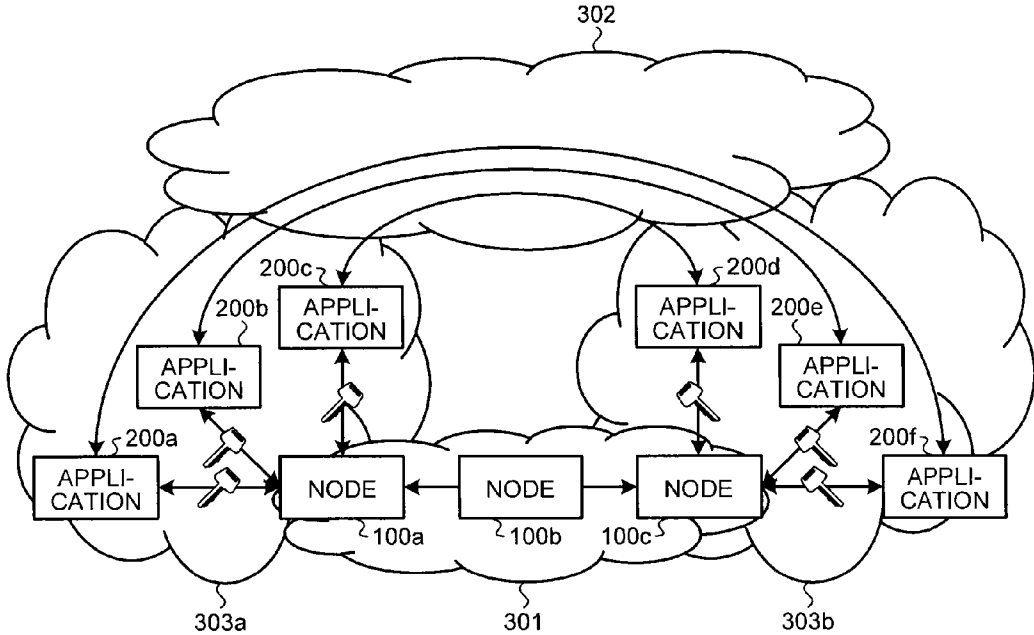 302
200c
200d
200b
APPLI-
CATION
APPLI-
CATION
200e
APPLI-
CATION
APPLI-
CATION
200a
200f
APPLI-
CATION
NODE
NODE
NODE
APPLI-
CATION
100a
100b
100c
303a
301
303b